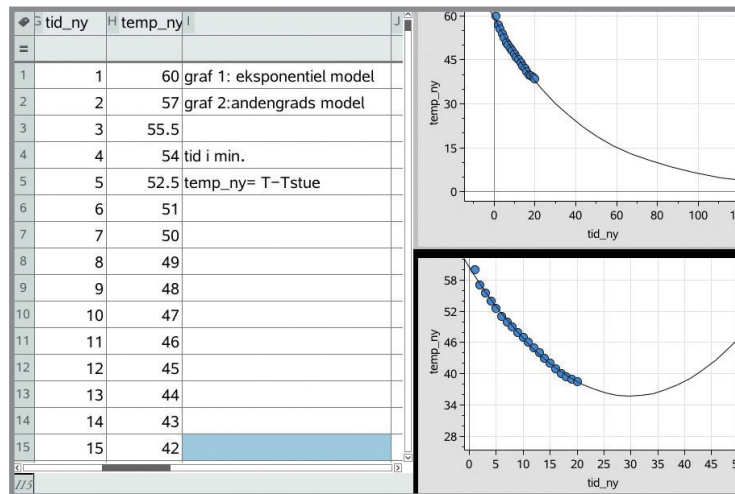 G tid_ny H temp_ny I J
=
1 1 60 graf 1: eksponentiel model
2 2 57 graf 2:andengrads model
3 3 55.5
4 4 54 tid i min.
5 5 52.5 temp_ny= T-Tstue
6 6 51
7 7 50
8 8 49
9 9 48
10 10 47
11 11 46
12 12 45
13 13 44
14 14 43
15 15 42
I15
60
45
30
15
0
temp_ny
0 20 40 60 80 100
tid_ny
58
52
46
40
34
28
temp_ny
0 5 10 15 20 25 30 35 40 45
tid_ny